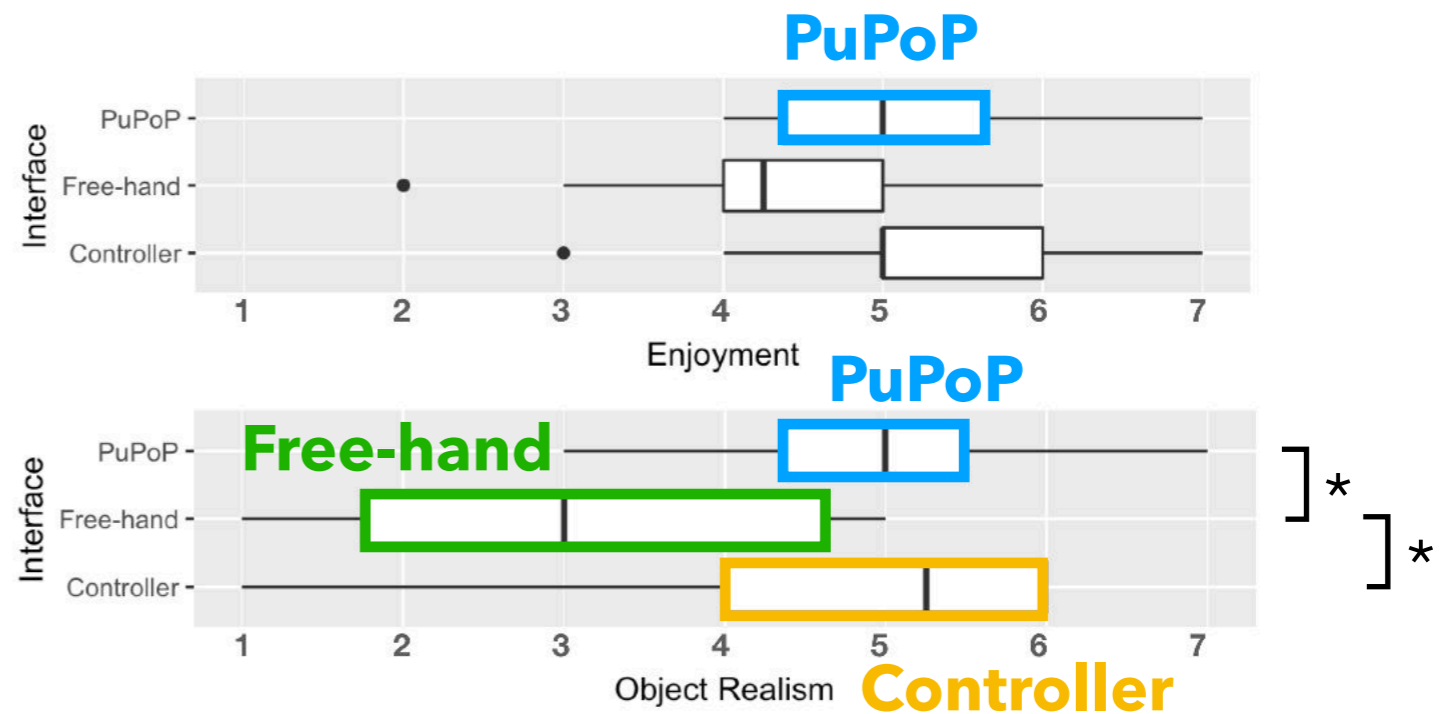 PuPoP
Interface
PuPoP
Free-hand
Controller
1 2 3 4 5 6 7
Enjoyment
PuPoP
Interface
PuPoP
Free-hand
Free-hand
Controller
*
*
1 2 3 4 5 6 7
Object Realism
Controller